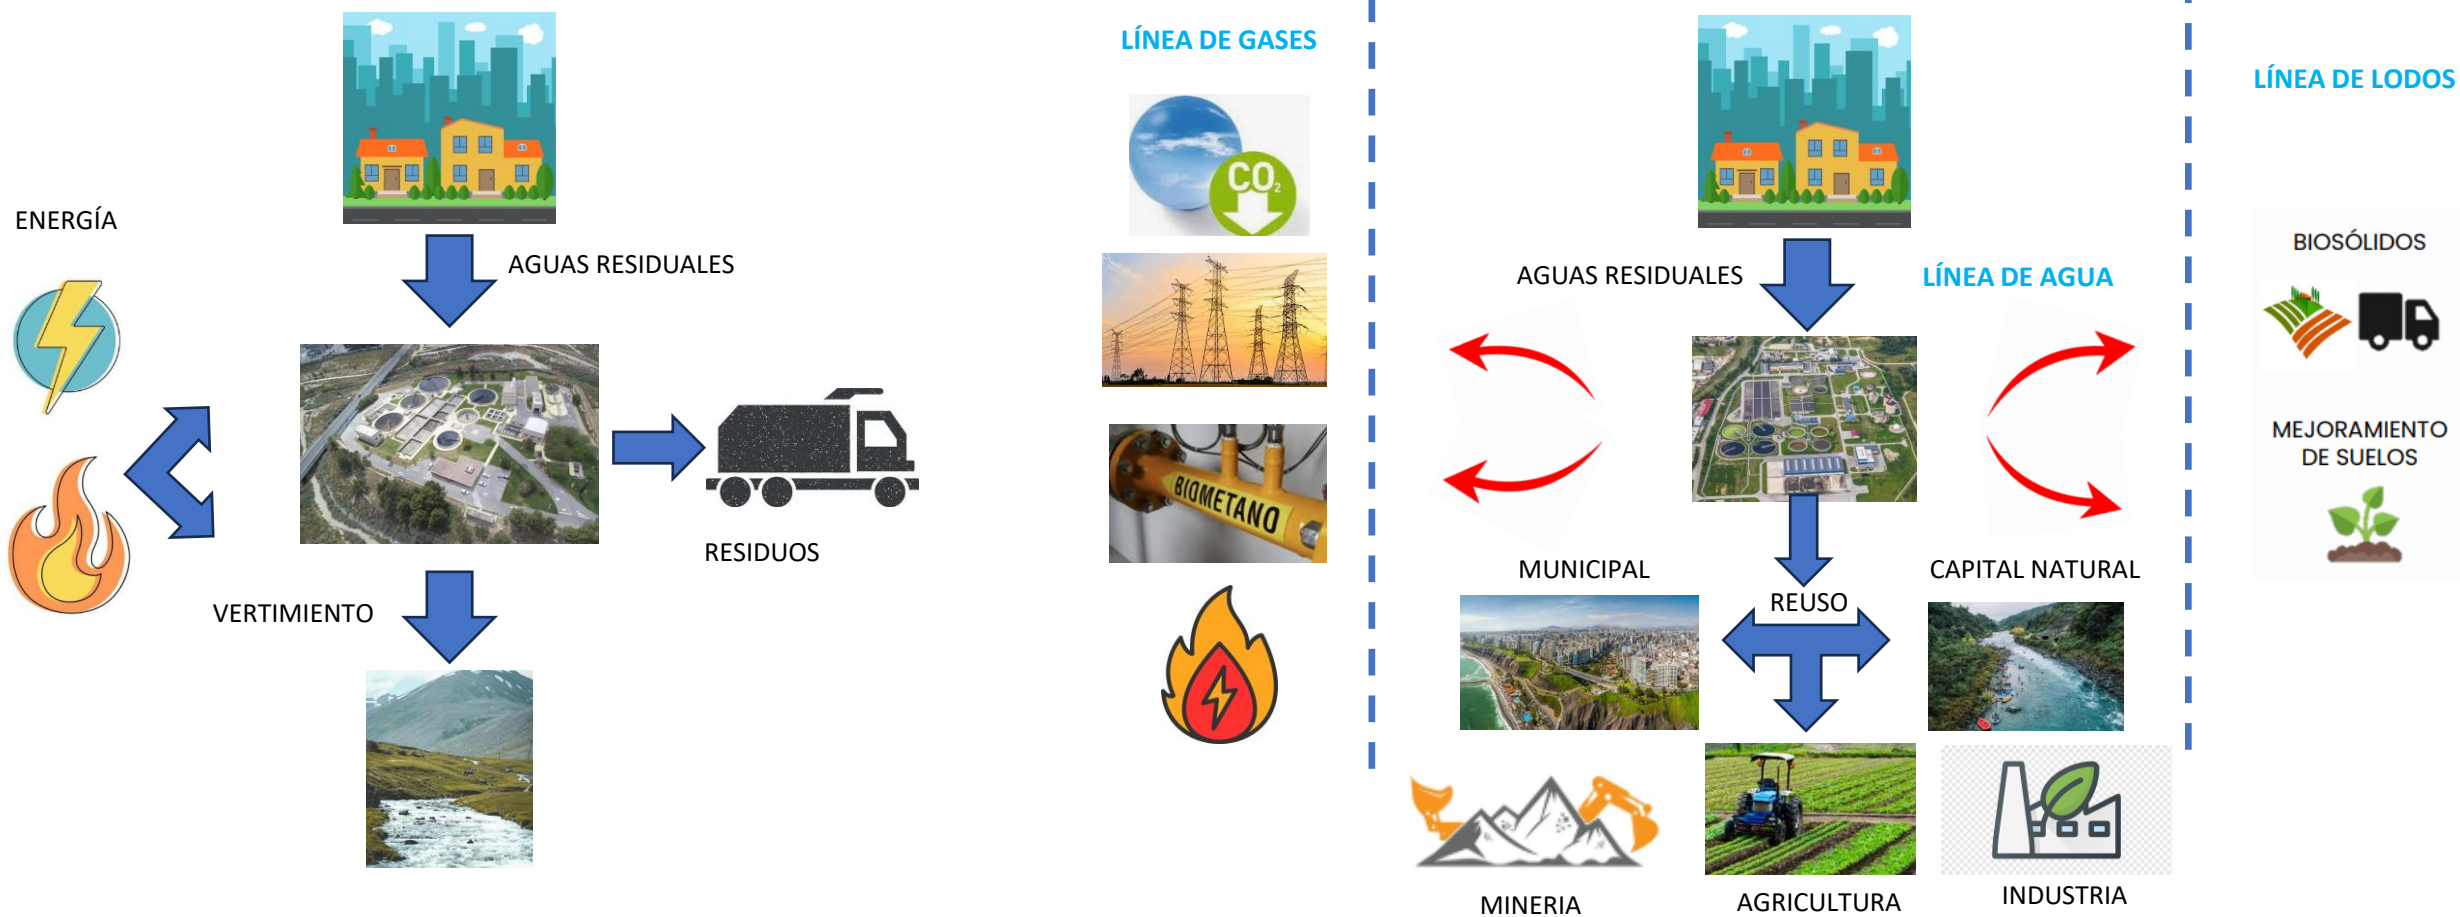 ENERGÍA
AGUAS RESIDUALES
RESIDUOS
VERTIMIENTO
LÍNEA DE GASES
CO₂
BIOMETANO
AGUAS RESIDUALES
LÍNEA DE AGUA
MUNICIPAL
CAPITAL NATURAL
REUSO
MINERIA
AGRICULTURA
INDUSTRIA
LÍNEA DE LODOS
BIOSÓLIDOS
MEJORAMIENTO
DE SUELOS